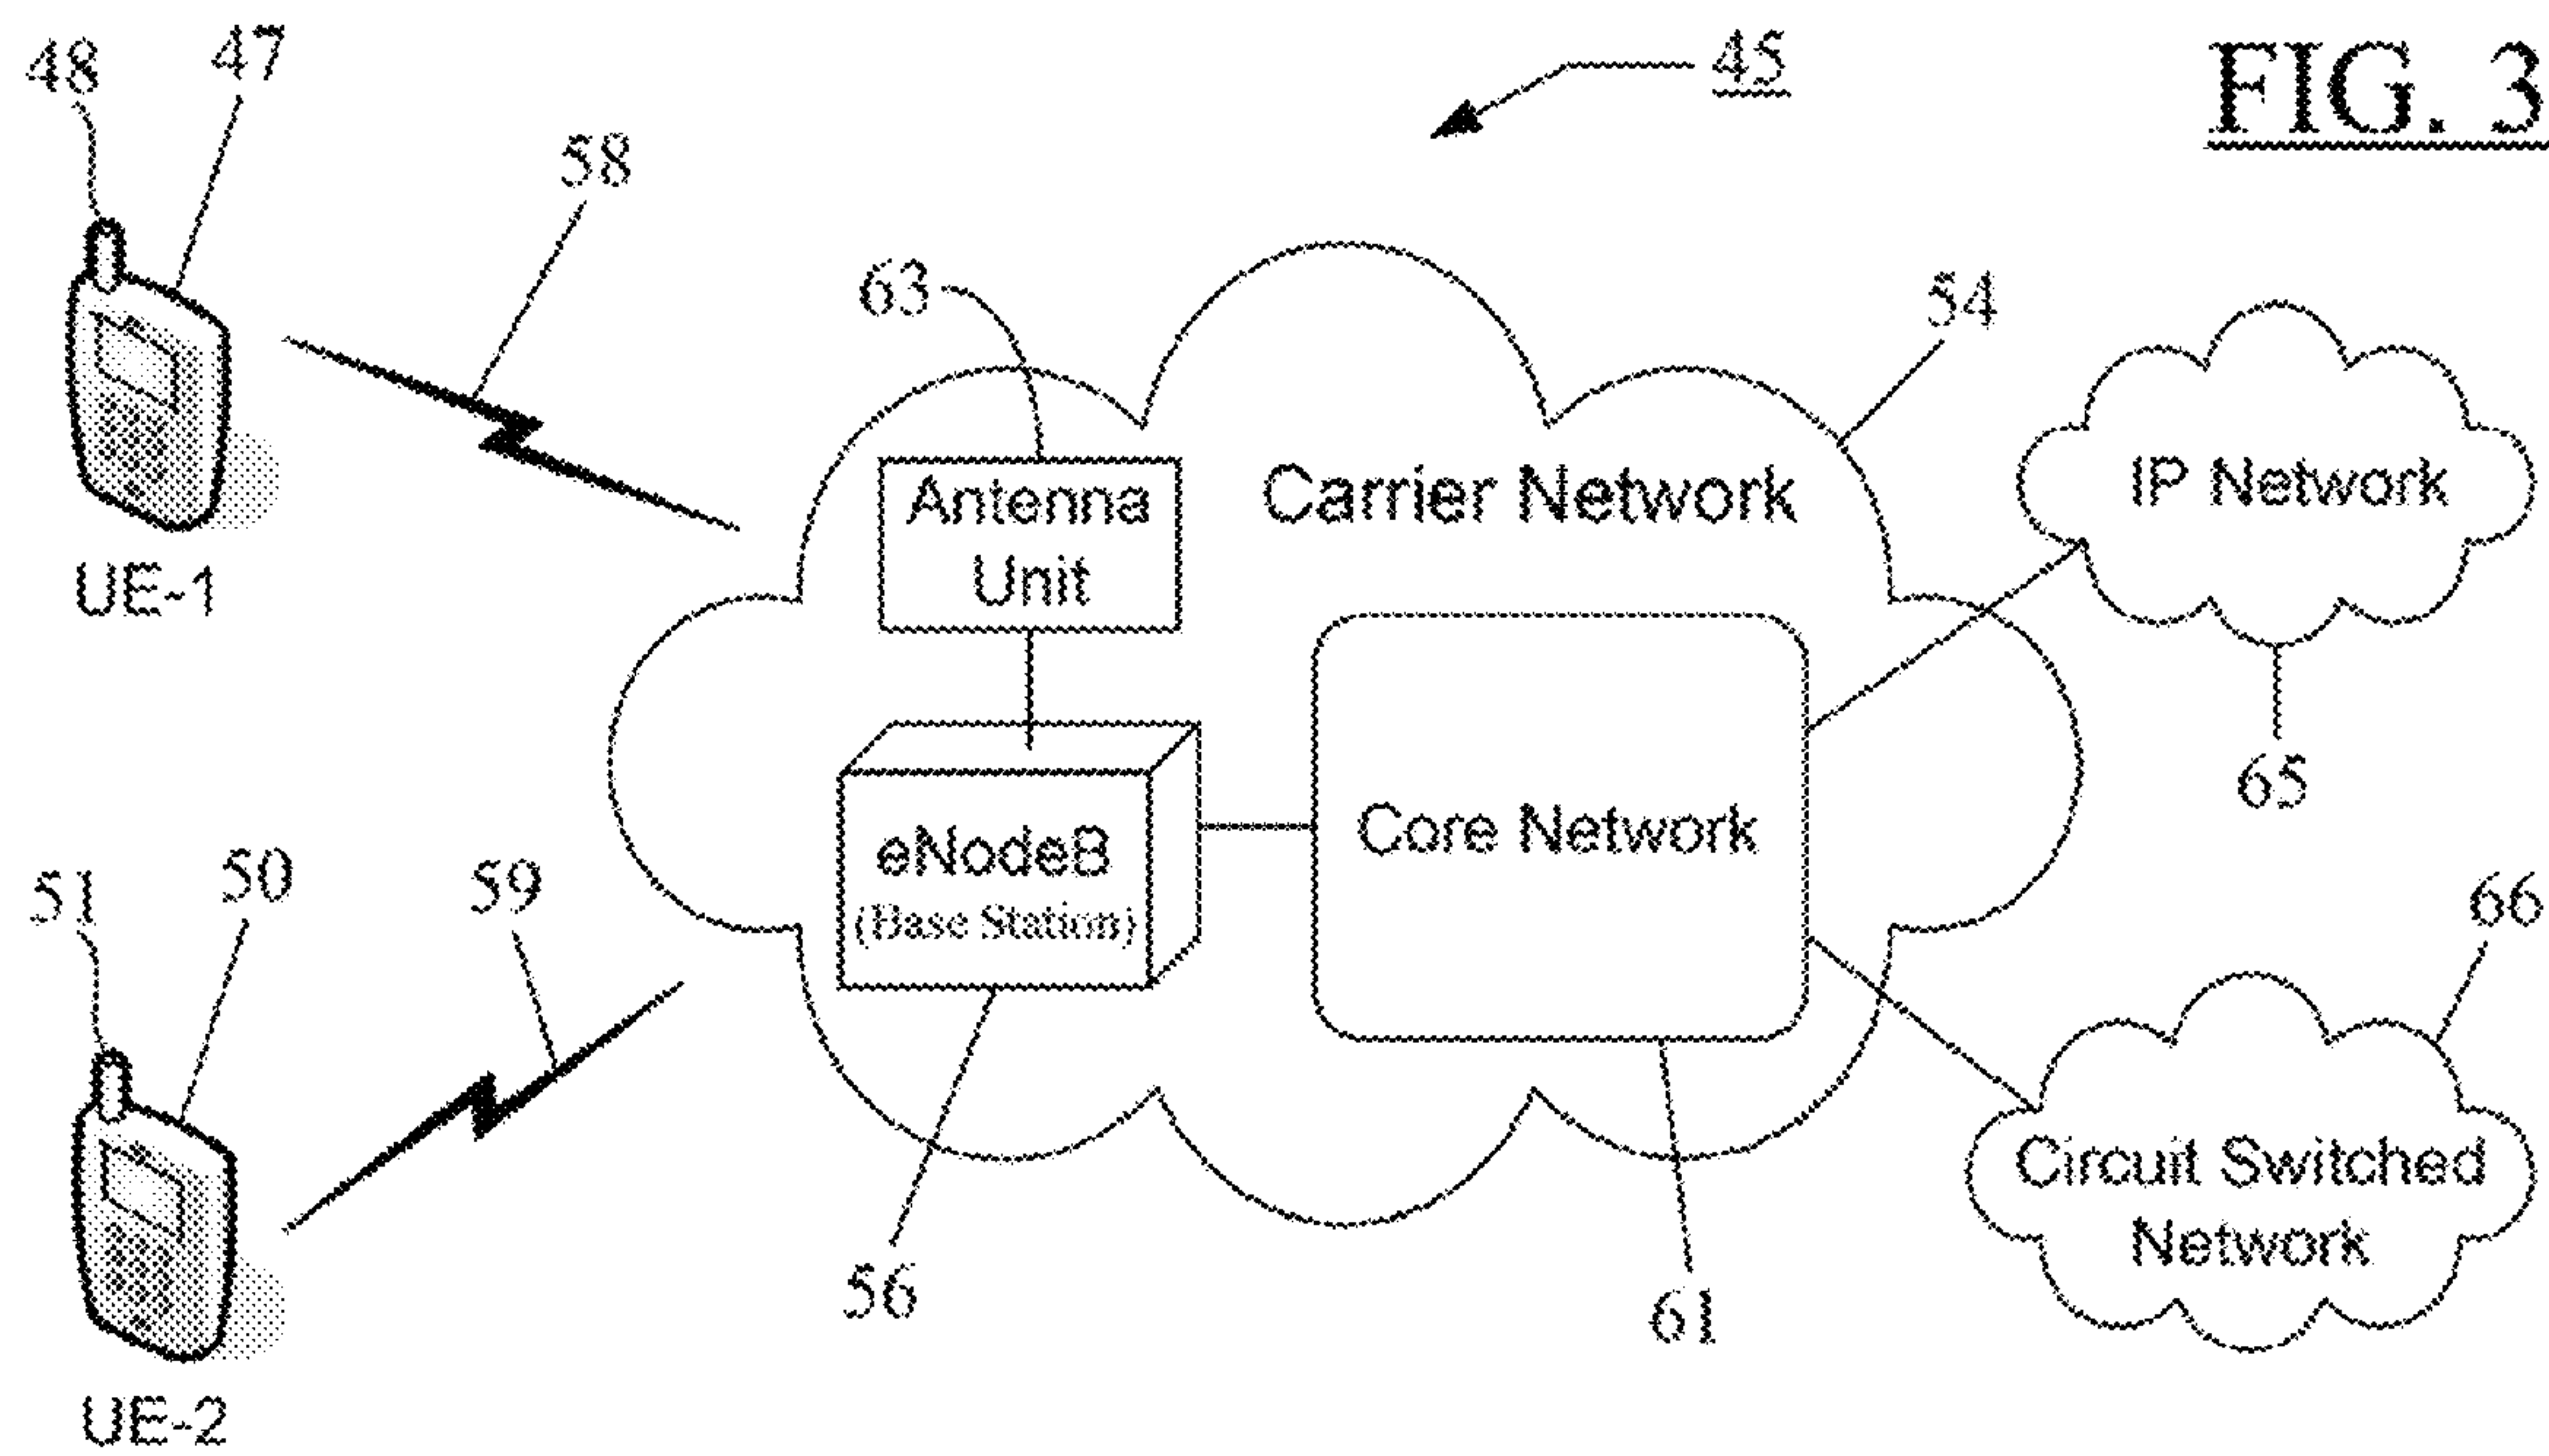 FIG. 3
45
48
47
58
63
54
Antenna
Unit
Carrier Network
IP Network
UE-1
65
eNodeB
(Base Station)
Core Network
51
50
59
66
56
61
Circuit Switched
Network
UE-2